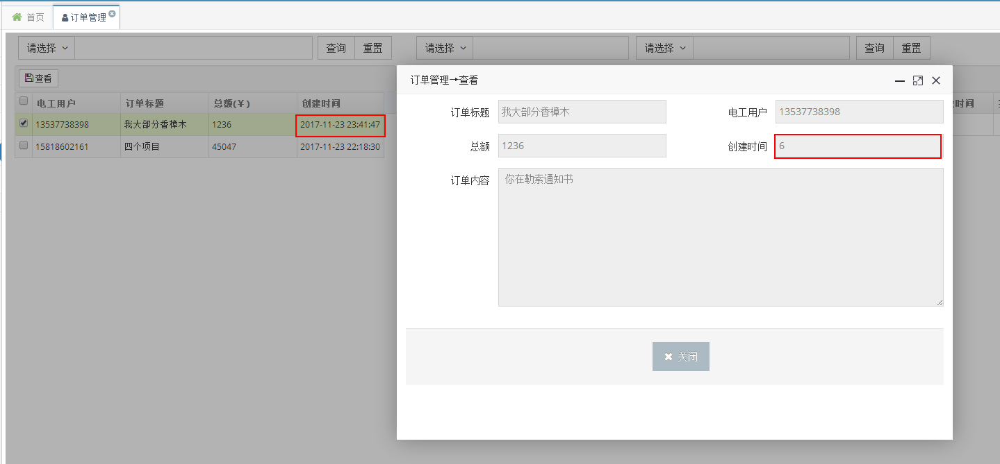 首页
订单管理
请选择 查询 重置 请选择 请选择 查询 重置
查看
电工用户 订单标题 总额(¥) 创建时间
13537738398 我大部分香樟木 1236 2017-11-23 23:41:47
15818602161 四个项目 45047 2017-11-23 22:18:30
时间
订单管理→查看
订单标题 我大部分香樟木 电工用户 13537738398
总额 1236 创建时间 6
订单内容 你在勒索通知书
关闭